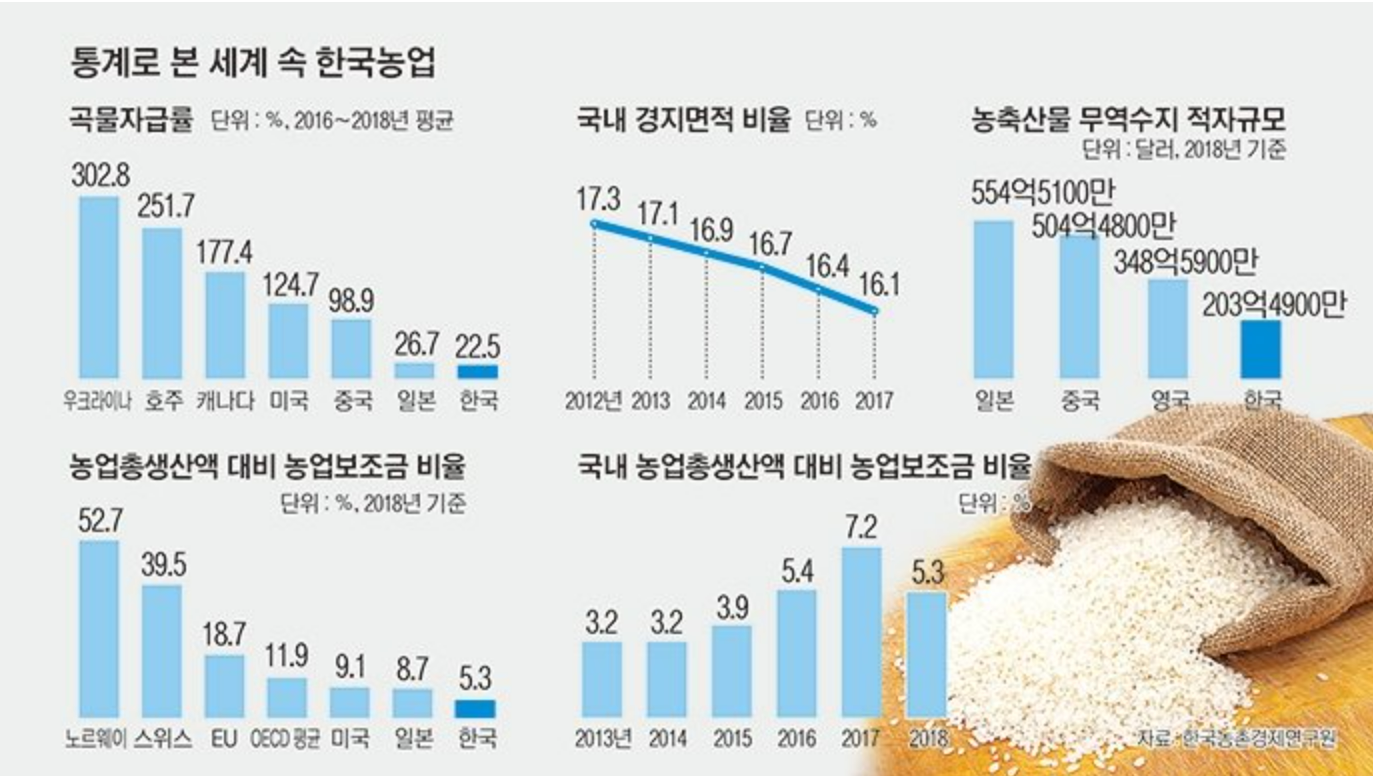 통계로 본 세계 속 한국농업
곡물자급률 단위 : %, 2016~2018년 평균
302.8
251.7
177.4
124.7
98.9
26.7
22.5
우크라이나 호주 캐나다 미국 중국 일본 한국
국내 경지면적 비율 단위 : %
17.3
17.1
16.9
16.7
16.4
16.1
2012년 2013 2014 2015 2016 2017
농축산물 무역수지 적자규모
단위 : 달러, 2018년 기준
554억5100만
504억4800만
348억5900만
203억4900만
일본 중국 영국 한국
농업총생산액 대비 농업보조금 비율
단위 : %, 2018년 기준
52.7
39.5
18.7
11.9
9.1
8.7
5.3
노르웨이 스위스 EU OECD 평균 미국 일본 한국
국내 농업총생산액 대비 농업보조금 비율
단위 : %
3.2
3.2
3.9
5.4
7.2
5.3
2013년 2014 2015 2016 2017 2018
자료 : 한국농촌경제연구원